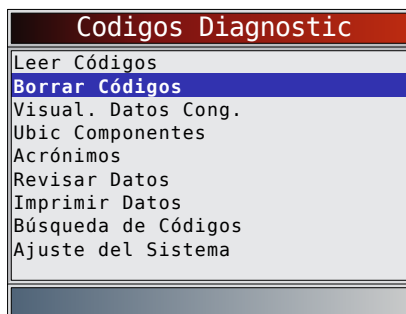 Codigos Diagnostic
Leer Códigos
Borrar Códigos
Visual. Datos Cong.
Ubic Componentes
Acrónimos
Revisar Datos
Imprimir Datos
Búsqueda de Códigos
Ajuste del Sistema